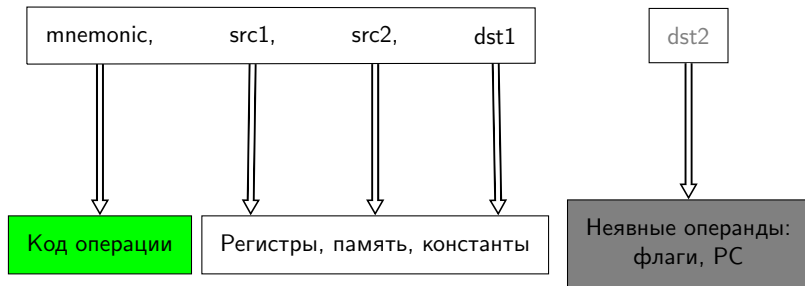 mnemonic, src1, src2, dst1
dst2
Код операции
Регистры, память, константы
Неявные операнды:
флаги, PC